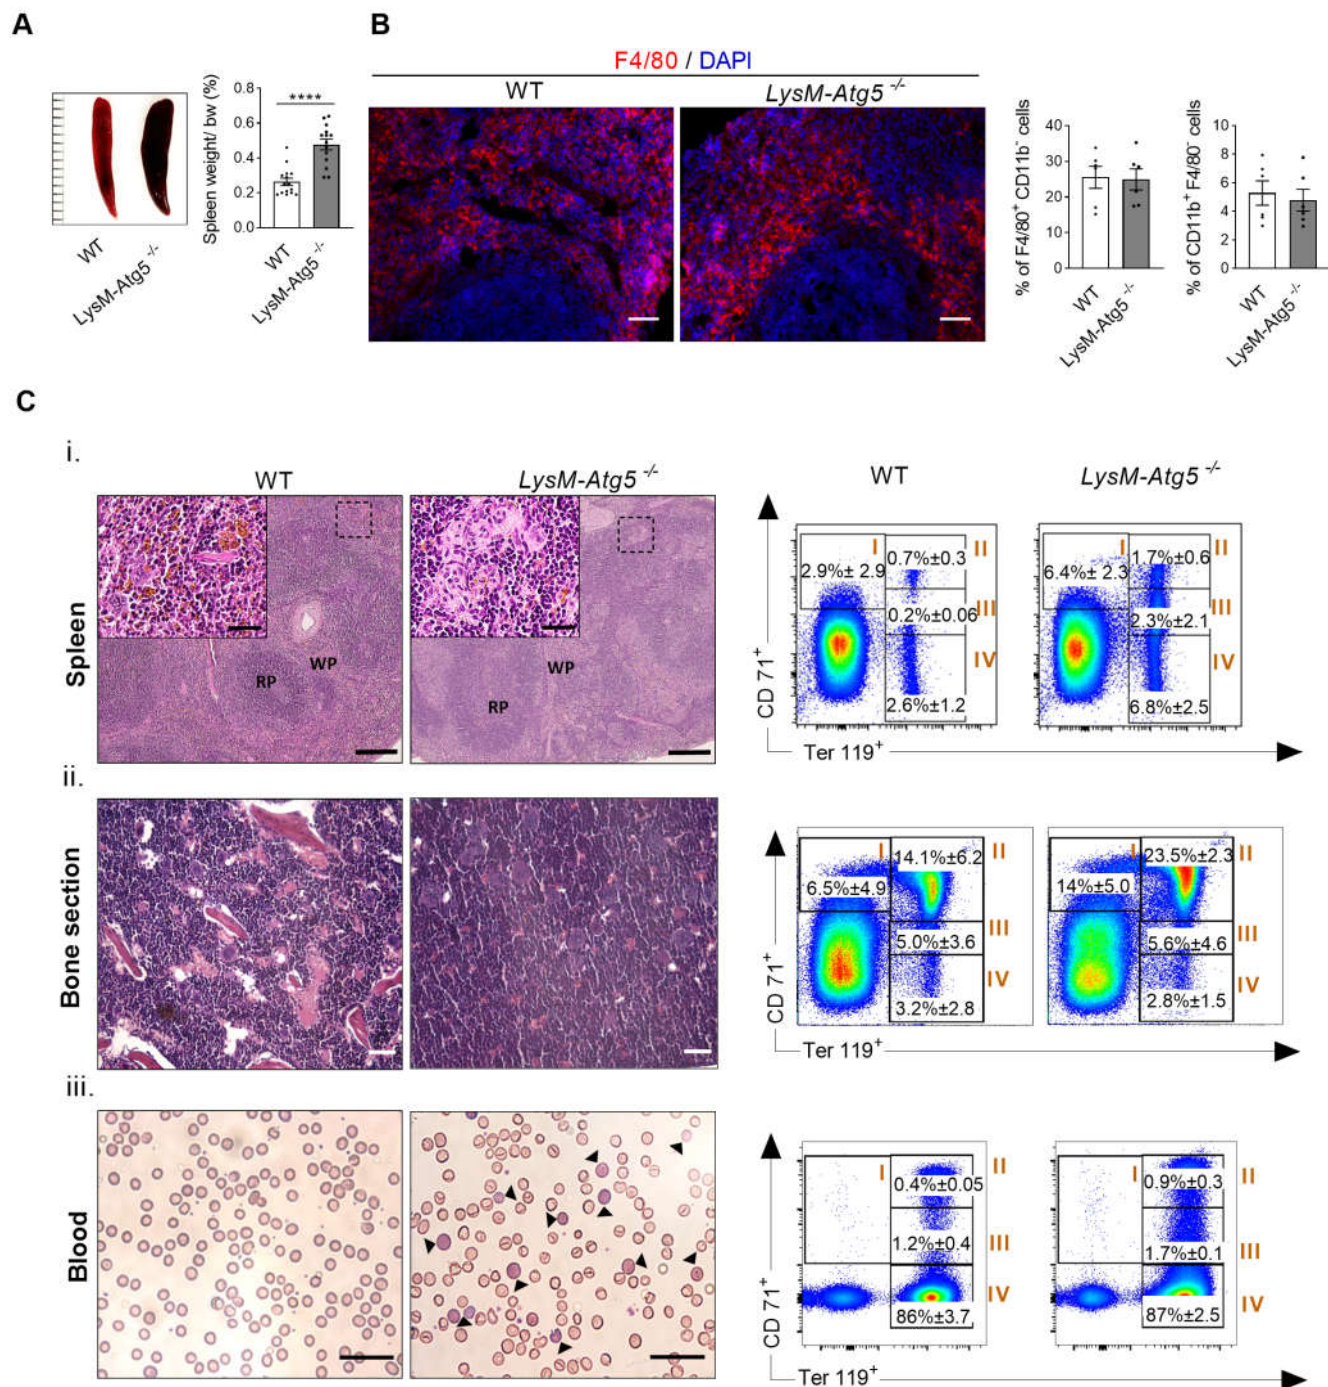 A
Spleen weight/ bw (%)
0.8
0.6
0.4
0.2
0.0
****
WT
LysM-Atg5 -/-
WT
LysM-Atg5 -/-
B
F4/80 / DAPI
WT
LysM-Atg5 -/-
% of F4/80+ CD11b- cells
40
30
20
10
0
WT
LysM-Atg5 -/-
% of CD11b+ F4/80- cells
10
8
6
4
2
0
WT
LysM-Atg5 -/-
C
i.
WT
LysM-Atg5 -/-
Spleen
WP
RP
WP
RP
WT
LysM-Atg5 -/-
CD 71+
I
II
2.9%± 2.9
0.7%±0.3
III
0.2%±0.06
IV
2.6%±1.2
I
II
6.4%± 2.3
1.7%±0.6
III
2.3%±2.1
IV
6.8%±2.5
Ter 119+
ii.
Bone section
CD 71+
I
14.1%±6.2
II
6.5%±4.9
III
5.0%±3.6
IV
3.2%±2.8
I
23.5%±2.3
II
14%±5.0
III
5.6%±4.6
IV
2.8%±1.5
Ter 119+
iii.
Blood
CD 71+
I
II
0.4%±0.05
III
1.2%±0.4
IV
86%±3.7
I
II
0.9%±0.3
III
1.7%±0.1
IV
87%±2.5
Ter 119+